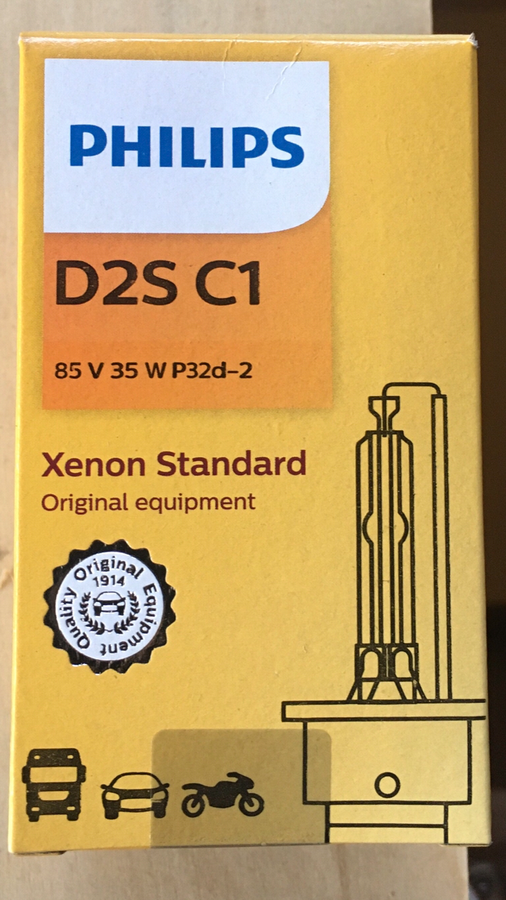 PHILIPS
D2S C1
85 V 35 W P32d-2
Xenon Standard
Original equipment
Quality Original Equipment
1914